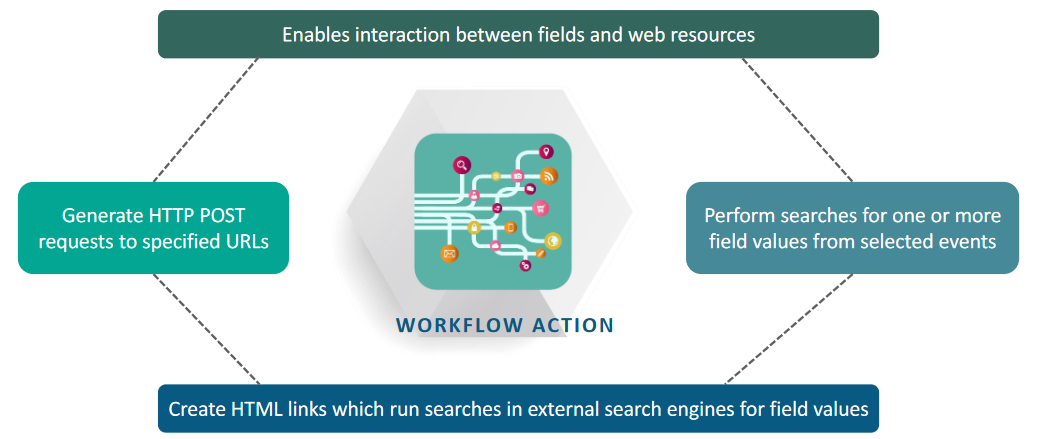 Enables interaction between fields and web resources
Generate HTTP POST
requests to specified URLs
Perform searches for one or more
field values from selected events
WORKFLOW ACTION
Create HTML links which run searches in external search engines for field values